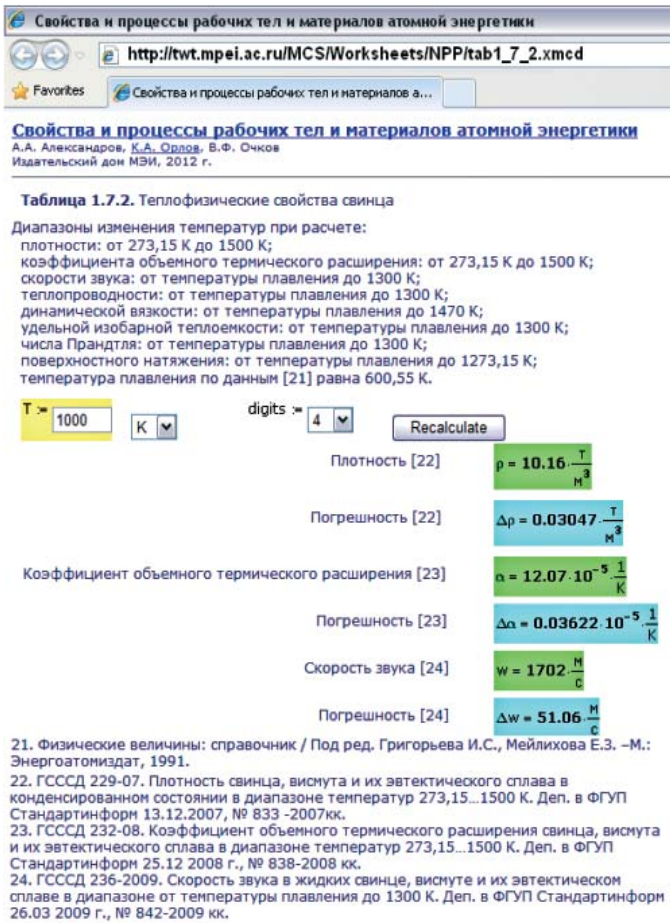 Свойства и процессы рабочих тел и материалов атомной энергетики
http://twt.mpei.ac.ru/MCS/Worksheets/NPP/tab1_7_2.xmcd
Favorites Свойства и процессы рабочих тел и материалов а...
Свойства и процессы рабочих тел и материалов атомной энергетики
А.А. Александров, К.А. Орлов, В.Ф. Очков
Издательский дом МЭИ, 2012 г.
Таблица 1.7.2. Теплофизические свойства свинца
Диапазоны изменения температур при расчете:
плотности: от 273,15 К до 1500 К;
коэффициента объемного термического расширения: от 273,15 К до 1500 К;
скорости звука: от температуры плавления до 1300 К;
теплопроводности: от температуры плавления до 1300 К;
динамической вязкости: от температуры плавления до 1470 К;
удельной изобарной теплоемкости: от температуры плавления до 1300 К;
числа Прандтля: от температуры плавления до 1300 К;
поверхностного натяжения: от температуры плавления до 1273,15 К;
температура плавления по данным [21] равна 600,55 К.
T := 1000 K digits := 4 Recalculate
Плотность [22] ρ = 10.16·т/м³
Погрешность [22] Δρ = 0.03047·т/м³
Коэффициент объемного термического расширения [23] α = 12.07·10⁻⁵·1/К
Погрешность [23] Δα = 0.03622·10⁻⁵·1/К
Скорость звука [24] w = 1702·м/с
Погрешность [24] Δw = 51.06·м/с
21. Физические величины: справочник / Под ред. Григорьева И.С., Мейлихова Е.З. –М.:
Энергоатомиздат, 1991.
22. ГСССД 229-07. Плотность свинца, висмута и их эвтектического сплава в
конденсированном состоянии в диапазоне температур 273,15...1500 К. Деп. в ФГУП
Стандартинформ 13.12.2007, № 833 -2007кк.
23. ГСССД 232-08. Коэффициент объемного термического расширения свинца, висмута
и их эвтектического сплава в диапазоне температур 273,15...1500 К. Деп. в ФГУП
Стандартинформ 25.12 2008 г., № 838-2008 кк.
24. ГСССД 236-2009. Скорость звука в жидких свинце, висмуте и их эвтектическом
сплаве в диапазоне от температуры плавления до 1300 К. Деп. в ФГУП Стандартинформ
26.03 2009 г., № 842-2009 кк.